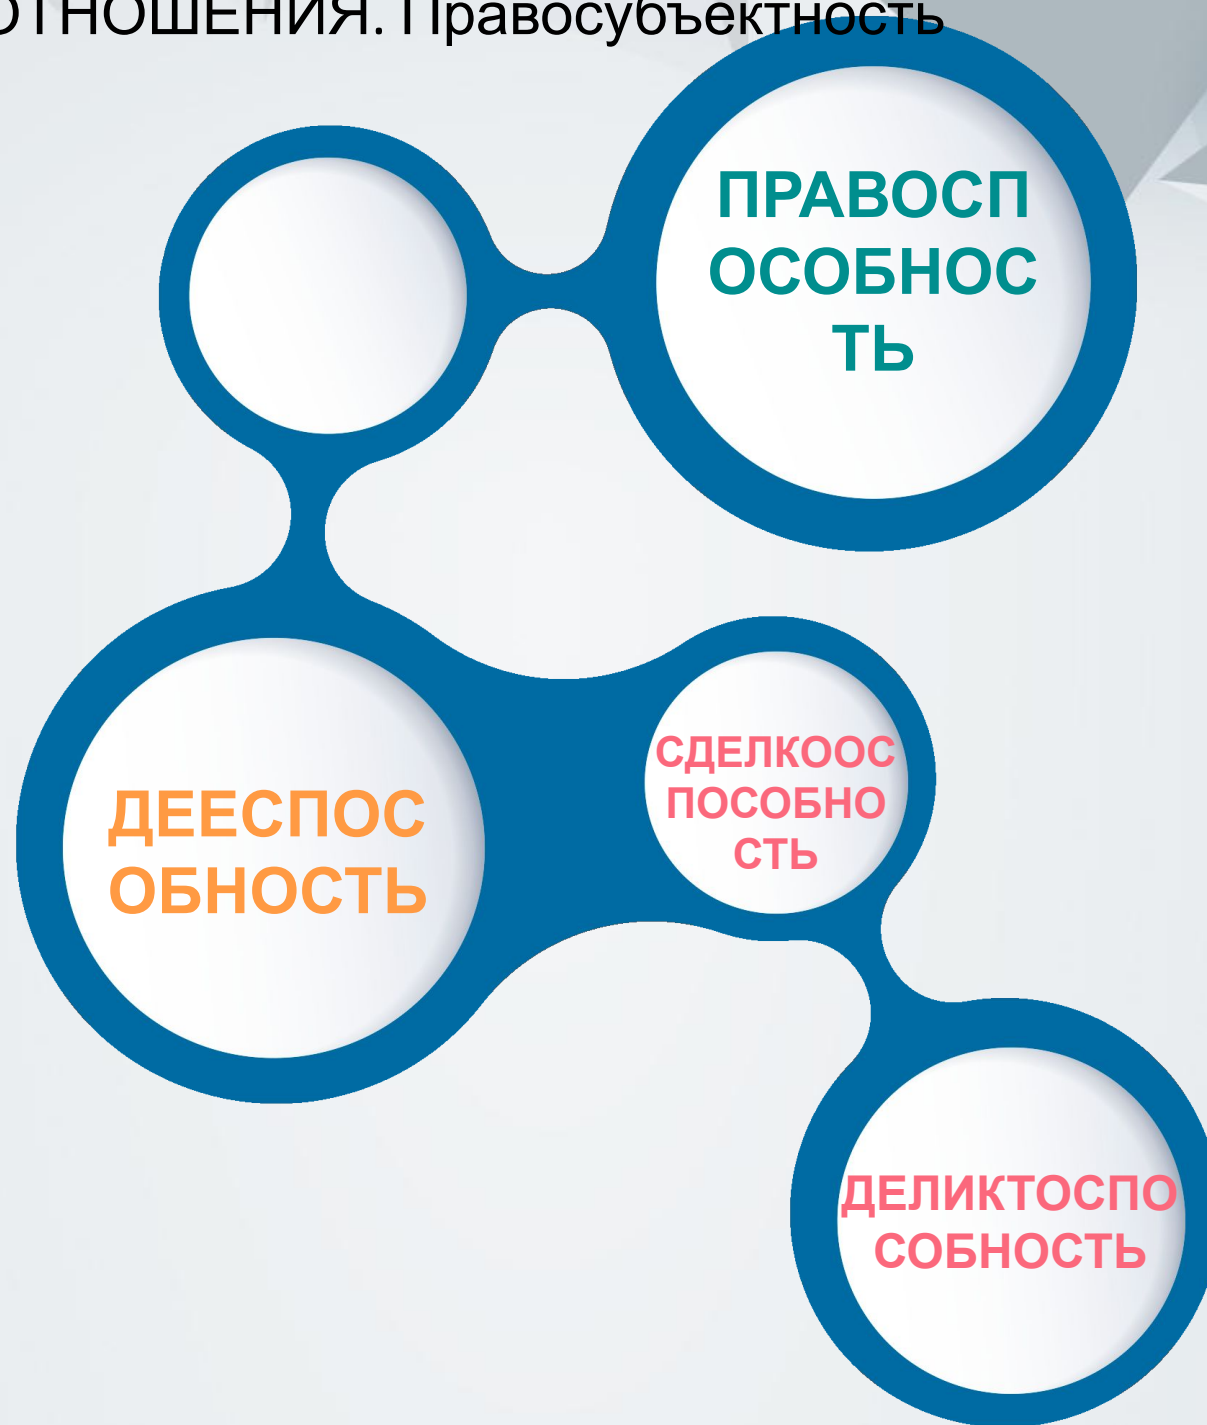 ОТНОШЕНИЯ. Правосубъектность
ПРАВОСП
ОСОБНОС
ТЬ
ДЕЕСПОС
ОБНОСТЬ
СДЕЛКООС
ПОСОБНО
СТЬ
ДЕЛИКТОСПО
СОБНОСТЬ